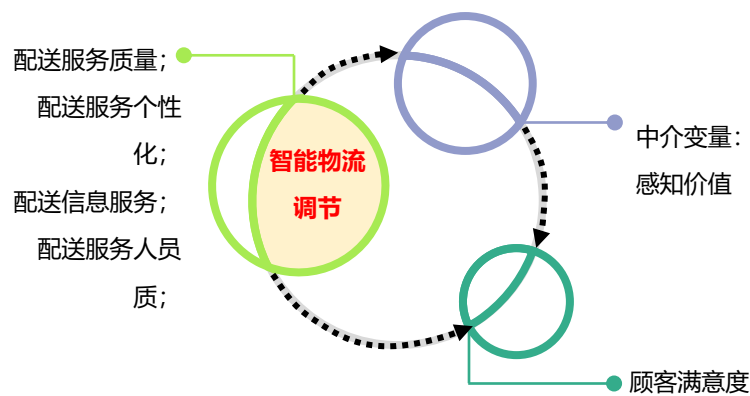 配送服务质量；
配送服务个性
化；
配送信息服务；
配送服务人员
质；
智能物流
调节
中介变量：
感知价值
顾客满意度